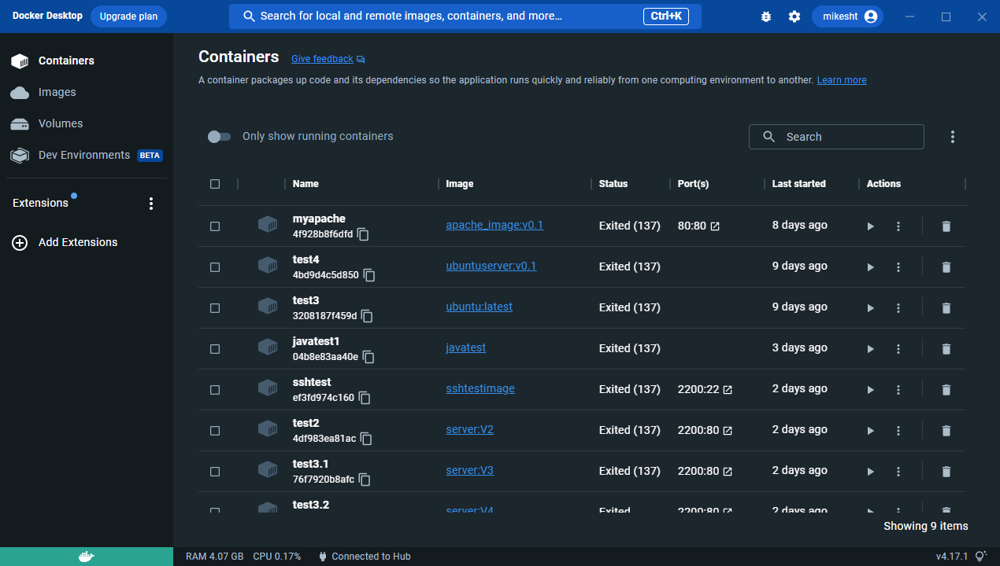 Docker Desktop Upgrade plan Search for local and remote images, containers, and more... Ctrl+K mikesht
Containers
Images
Volumes
Dev Environments BETA
Extensions
Add Extensions
Containers Give feedback
A container packages up code and its dependencies so the application runs quickly and reliably from one computing environment to another. Learn more
Only show running containers Search
Name Image Status Port(s) Last started Actions
myapache
4f928b8f6dfd apache_image:v0.1 Exited (137) 80:80 8 days ago
test4
4bd9d4c5d850 ubuntuserver:v0.1 Exited (137) 9 days ago
test3
3208187f459d ubuntu:latest Exited (137) 9 days ago
javatest1
04b8e83aa40e javatest Exited (137) 3 days ago
sshtest
ef3fd974c160 sshtestimage Exited (137) 2200:22 2 days ago
test2
4df983ea81ac server:V2 Exited (137) 2200:80 2 days ago
test3.1
76f7920b8afc server:V3 Exited (137) 2200:80 2 days ago
test3.2
server:V4 Exited 2200:80 2 days ago
Showing 9 items
RAM 4.07 GB CPU 0.17% Connected to Hub v4.17.1